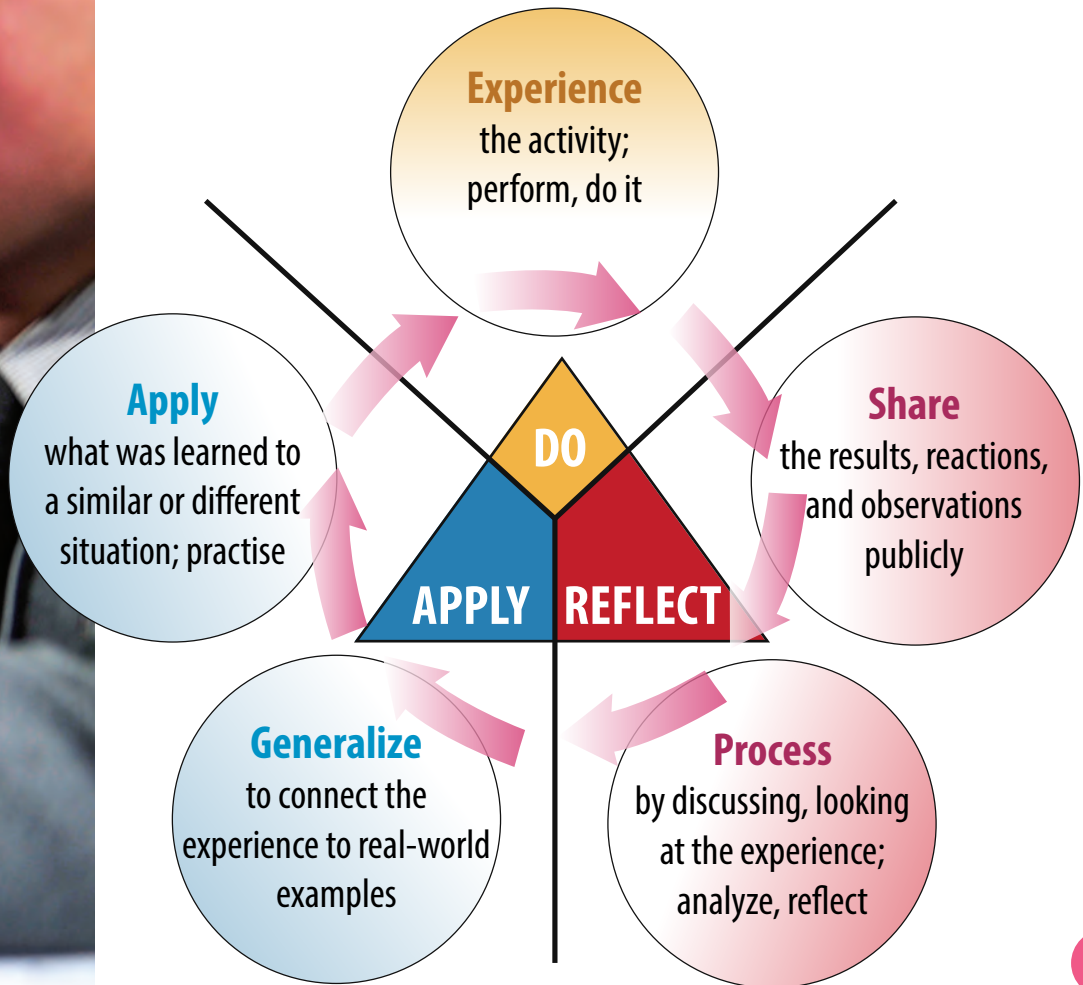 Experience
the activity;
perform, do it
Share
the results, reactions,
and observations
publicly
Process
by discussing, looking
at the experience;
analyze, reflect
Generalize
to connect the
experience to real-world
examples
Apply
what was learned to
a similar or different
situation; practise
DO
APPLY
REFLECT